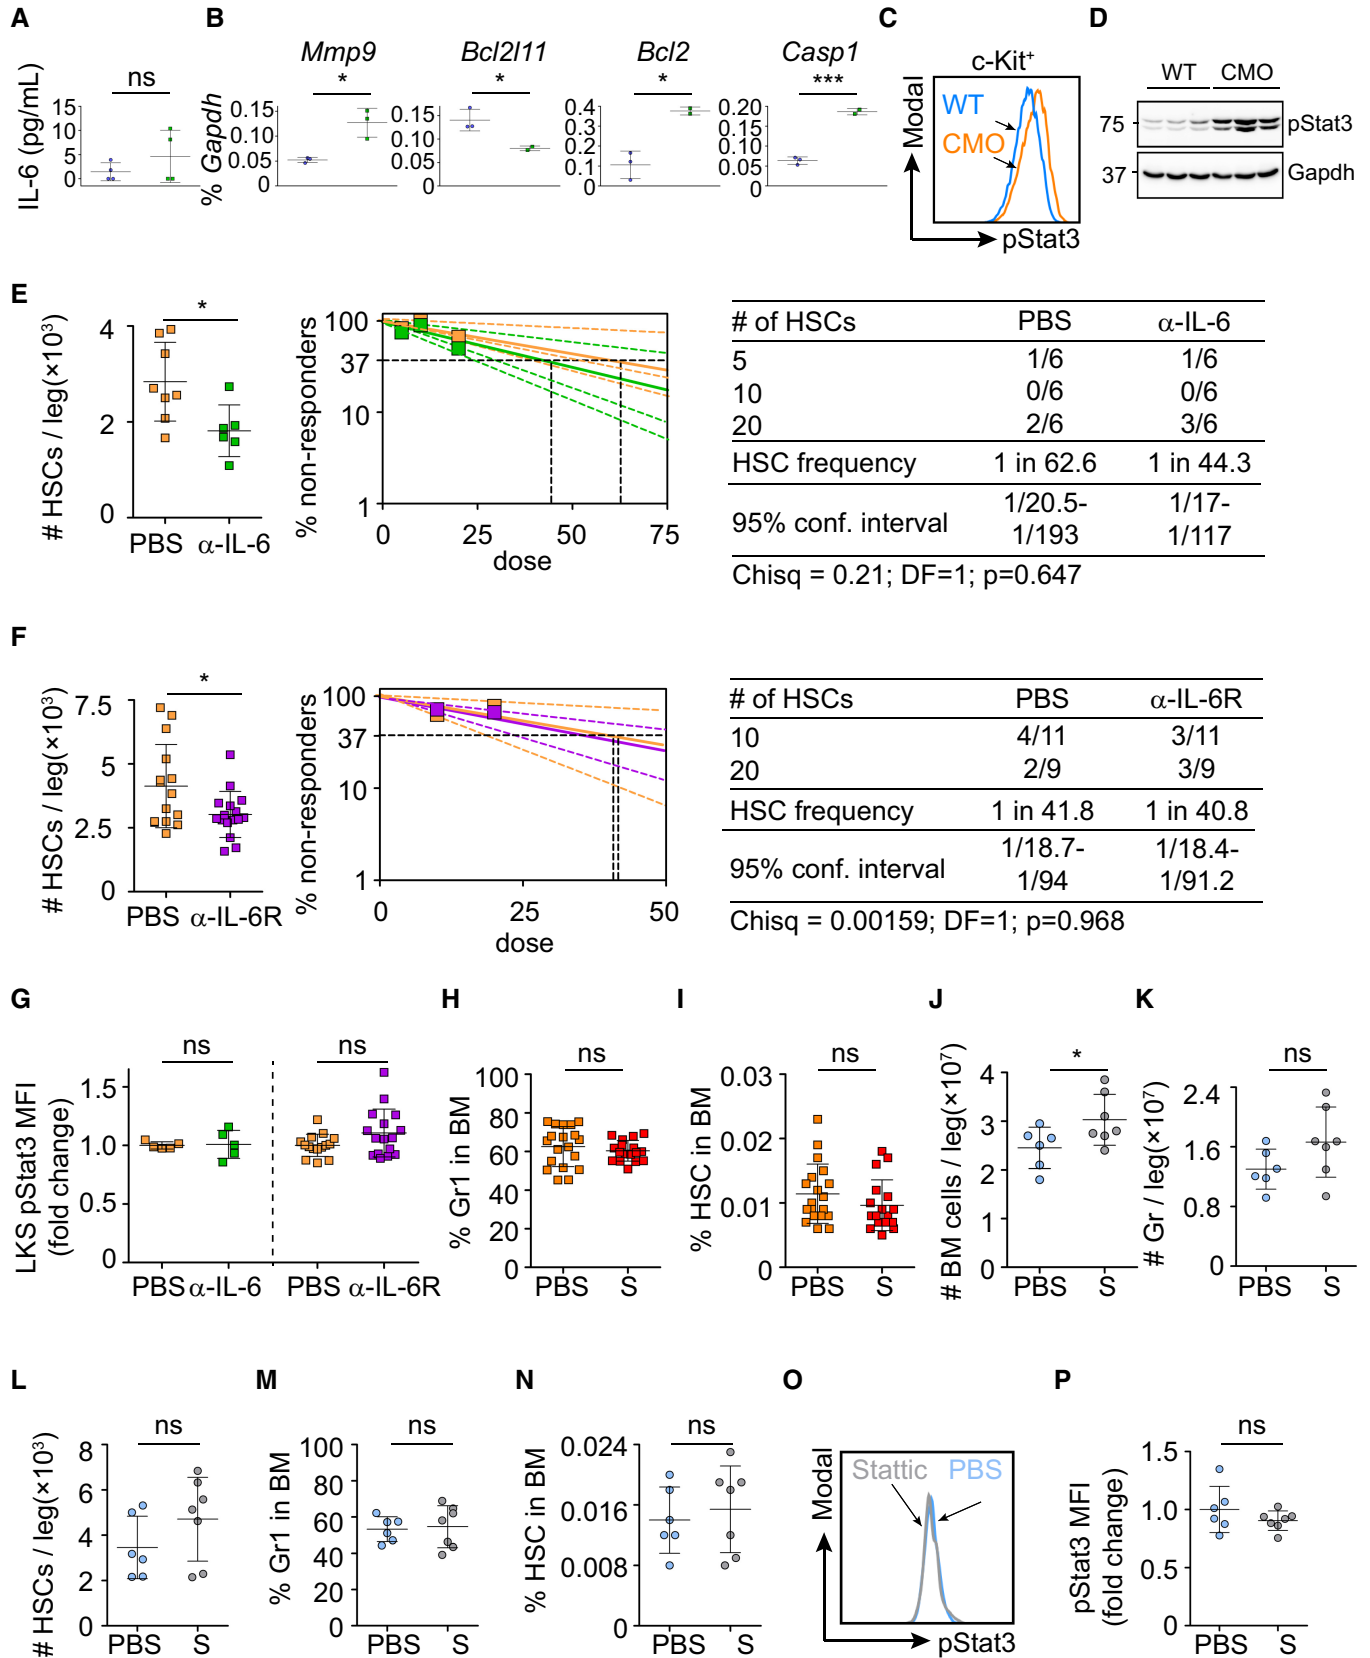 A
IL-6 (pg/mL)
ns
15
10
5
0
B
% Gapdh
Mmp9
*
0.15
0.10
0.05
0
Bcl2l11
*
0.15
0.10
0.05
0
Bcl2
*
0.4
0.3
0.2
0.1
0
Casp1
***
0.20
0.15
0.10
0.05
0
C
c-Kit+
Modal
WT
CMO
pStat3
D
WT CMO
75
pStat3
37
Gapdh
E
# HSCs / leg(×10³)
*
4
2
0
PBS α-IL-6
% non-responders
100
37
10
1
0 25 50 75
dose
# of HSCs PBS α-IL-6
5 1/6 1/6
10 0/6 0/6
20 2/6 3/6
HSC frequency 1 in 62.6 1 in 44.3
95% conf. interval 1/20.5-1/193 1/17-1/117
Chisq = 0.21; DF=1; p=0.647
F
# HSCs / leg(×10³)
*
7.5
5
2.5
0
PBS α-IL-6R
% non-responders
100
37
10
1
0 25 50
dose
# of HSCs PBS α-IL-6R
10 4/11 3/11
20 2/9 3/9
HSC frequency 1 in 41.8 1 in 40.8
95% conf. interval 1/18.7-1/94 1/18.4-1/91.2
Chisq = 0.00159; DF=1; p=0.968
G
LKS pStat3 MFI
(fold change)
ns ns
1.5
1.0
0.5
0
PBS α-IL-6 PBS α-IL-6R
H
% Gr1 in BM
ns
100
80
60
40
20
0
PBS S
I
% HSC in BM
ns
0.03
0.02
0.01
0
PBS S
J
# BM cells / leg(×10⁷)
*
4
3
2
1
0
PBS S
K
# Gr / leg(×10⁷)
ns
2.4
1.6
0.8
0
PBS S
L
# HSCs / leg(×10³)
ns
8
6
4
2
0
PBS S
M
% Gr1 in BM
ns
100
80
60
40
20
0
PBS S
N
% HSC in BM
ns
0.024
0.016
0.008
0
PBS S
O
Modal
Stattic PBS
pStat3
P
pStat3 MFI
(fold change)
ns
1.5
1.0
0.5
0
PBS S